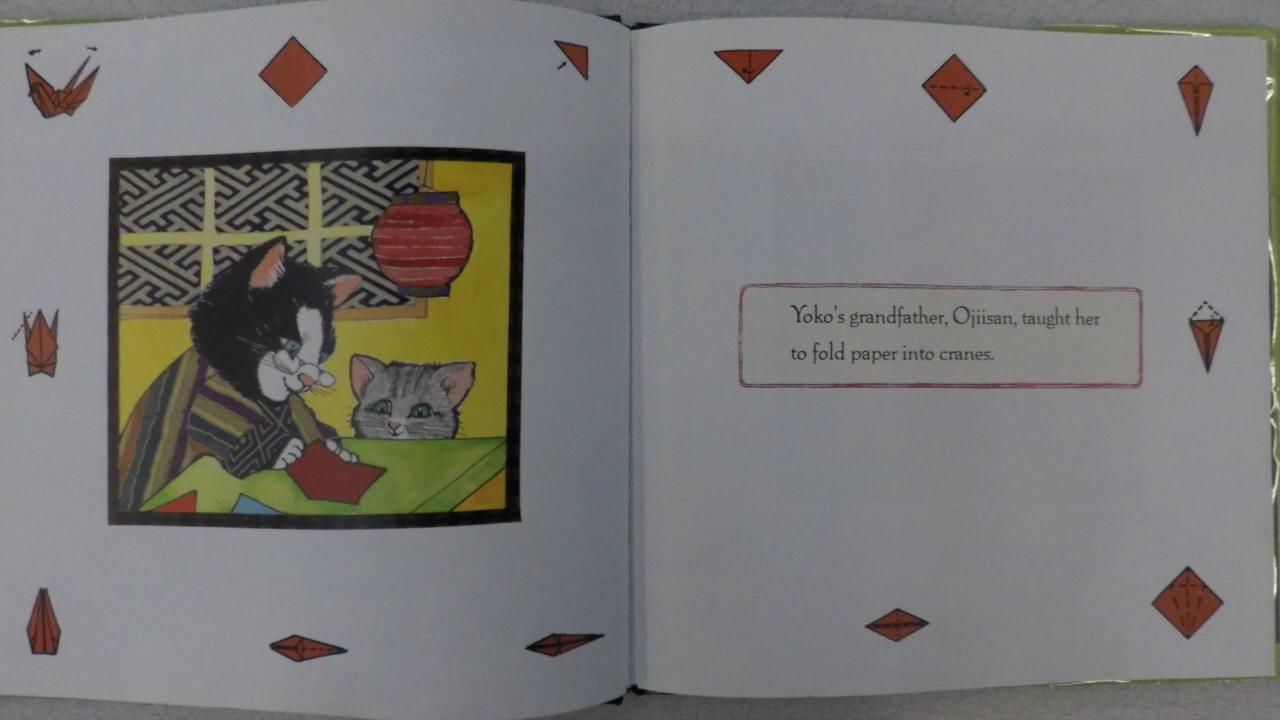 Yoko's grandfather, Ojiisan, taught her
to fold paper into cranes.